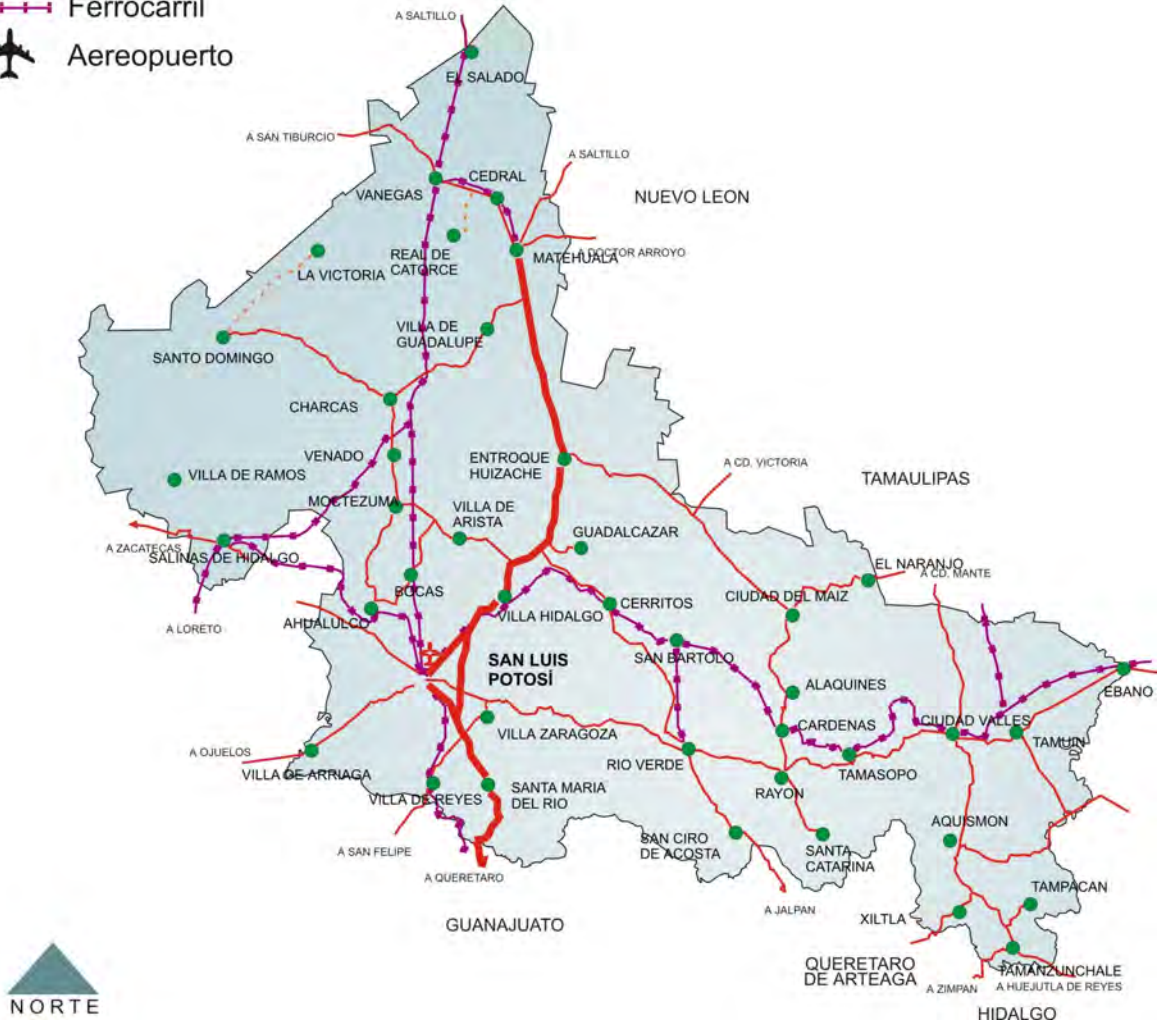 Ferrocarril
Aereopuerto
A SALTILLO
EL SALADO
A SAN TIBURCIO
A SALTILLO
CEDRAL
VANEGAS
NUEVO LEON
REAL DE
CATORCE
MATEHUALA
A DOCTOR ARROYO
LA VICTORIA
VILLA DE
GUADALUPE
SANTO DOMINGO
CHARCAS
VENADO
ENTROQUE
HUIZACHE
A CD. VICTORIA
TAMAULIPAS
VILLA DE RAMOS
MOCTEZUMA
VILLA DE
ARISTA
GUADALCAZAR
A ZACATECAS
SALINAS DE HIDALGO
EL NARANJO
A CD. MANTE
BOCAS
CIUDAD DEL MAIZ
CERRITOS
VILLA HIDALGO
AHUALULCO
A LORETO
SAN BARTOLO
SAN LUIS
POTOSÍ
ALAQUINES
EBANO
CARDENAS
CIUDAD VALLES
TAMUIN
VILLA ZARAGOZA
A OJUELOS
VILLA DE ARRIAGA
RIO VERDE
TAMASOPO
RAYON
VILLA DE REYES
SANTA MARIA
DEL RIO
SAN CIRO
DE ACOSTA
SANTA
CATARINA
AQUISMON
A SAN FELIPE
A QUERETARO
TAMPACAN
A JALPAN
XILTLA
GUANAJUATO
QUERETARO
DE ARTEAGA
TAMANZUNCHALE
A ZIMPAN
A HUEJUTLA DE REYES
HIDALGO
NORTE